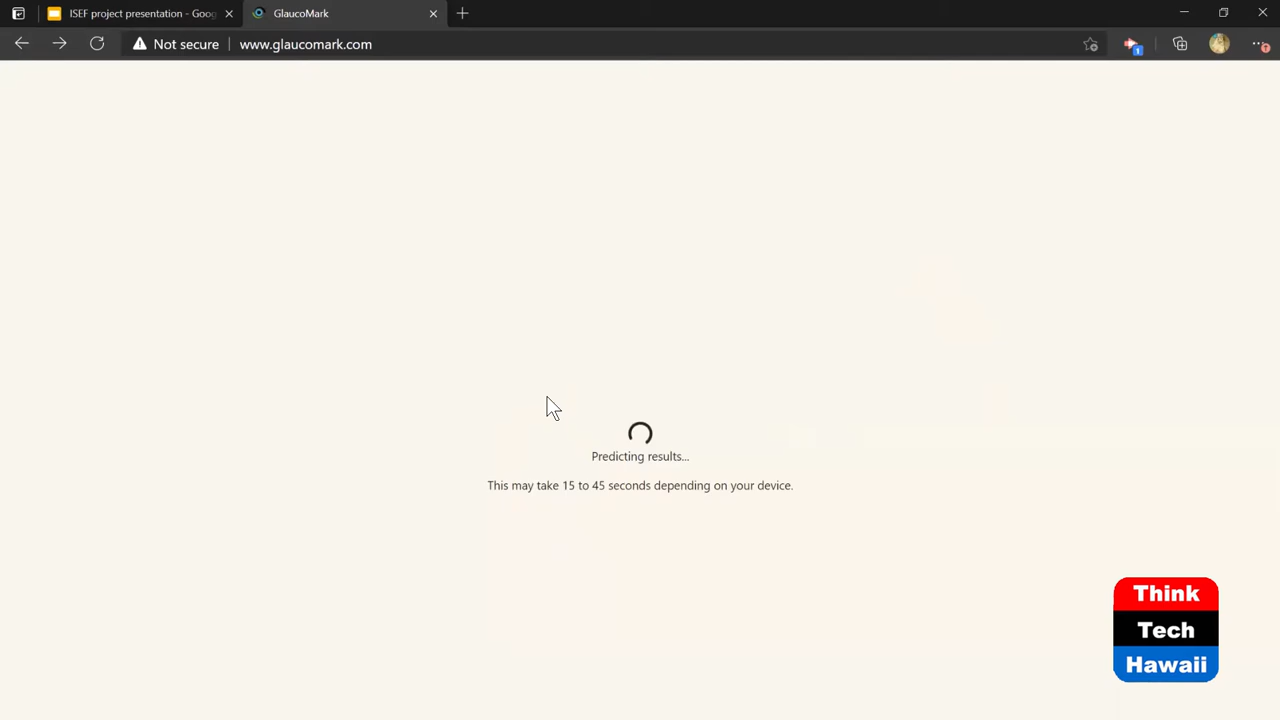 ISEF project presentation - Goog
GlaucoMark
Not secure
www.glaucomark.com
1
Predicting results...
This may take 15 to 45 seconds depending on your device.
Think
Tech
Hawaii